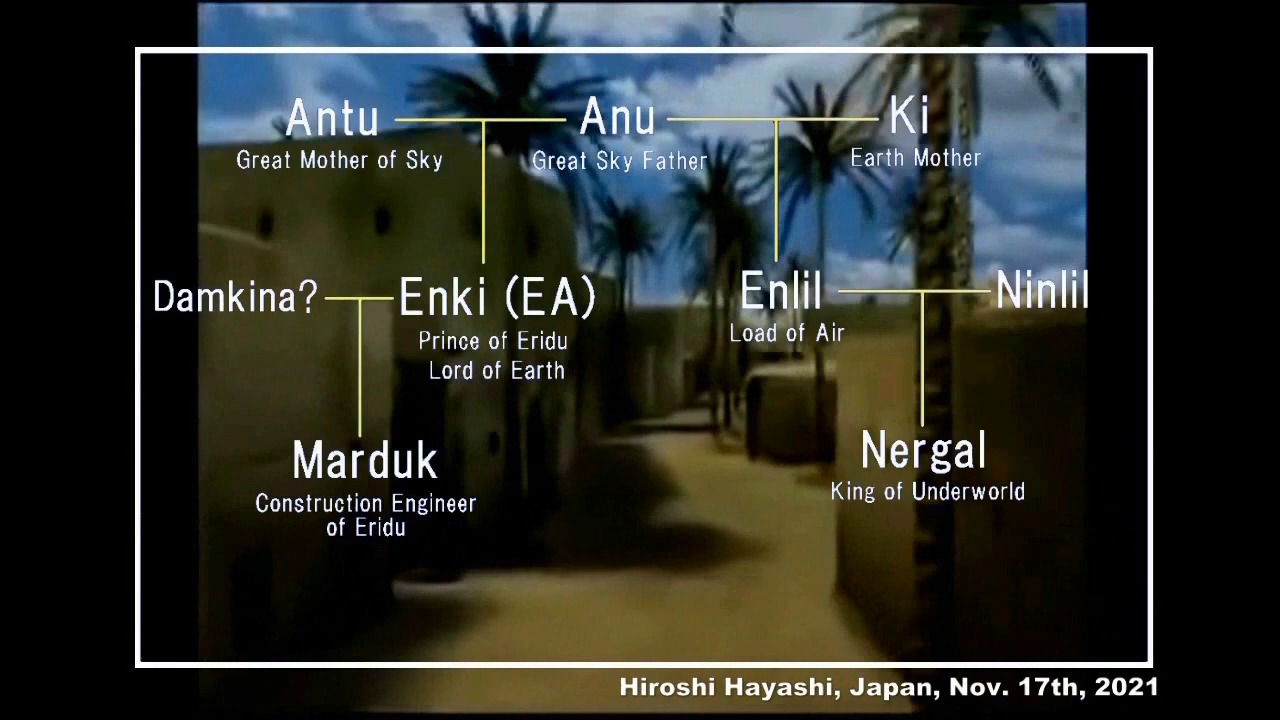 Antu
Anu
Ki
Great Mother of Sky
Great Sky Father
Earth Mother
Damkina?
Enki (EA)
Enlil
Ninlil
Prince of Eridu
Lord of Earth
Load of Air
Marduk
Construction Engineer
of Eridu
Nergal
King of Underworld
Hiroshi Hayashi, Japan, Nov. 17th, 2021